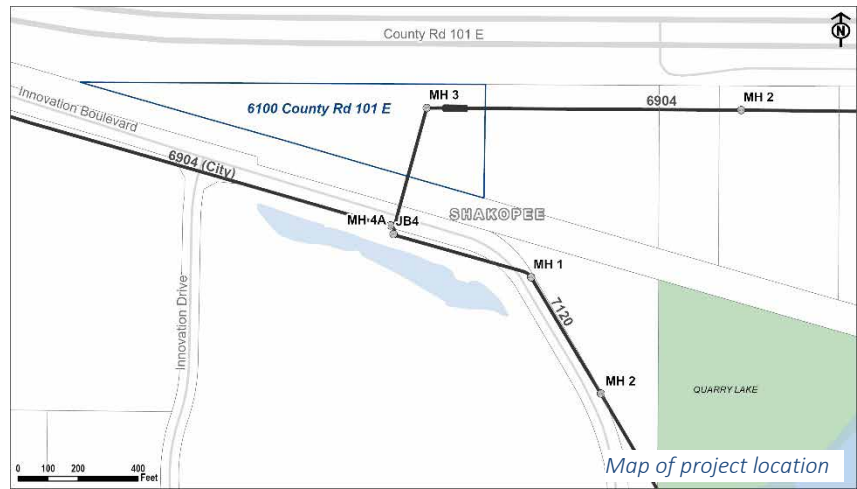 County Rd 101 E
N
MH 3
6904
MH 2
6100 County Rd 101 E
Innovation Boulevard
6904 (City)
SHAKOPEE
MH 4A
JB4
MH 1
7120
Innovation Drive
MH 2
QUARRY LAKE
0 100 200 400
Feet
Map of project location